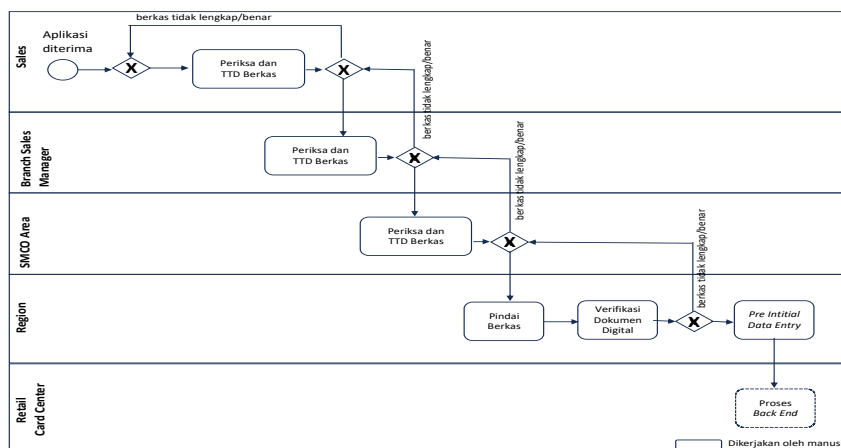 berkas tidak lengkap/benar
Sales
Aplikasi
diterima
X
Periksa dan
TTD Berkas
X
berkas tidak lengkap/benar
Branch Sales
Manager
Periksa dan
TTD Berkas
X
berkas tidak lengkap/benar
SMCO Area
Periksa dan
TTD Berkas
X
berkas tidak lengkap/benar
Region
Pindai
Berkas
Verifikasi
Dokumen
Digital
X
Pre Intitial
Data Entry
Retail
Card Center
Proses
Back End
Dikerjakan oleh manus